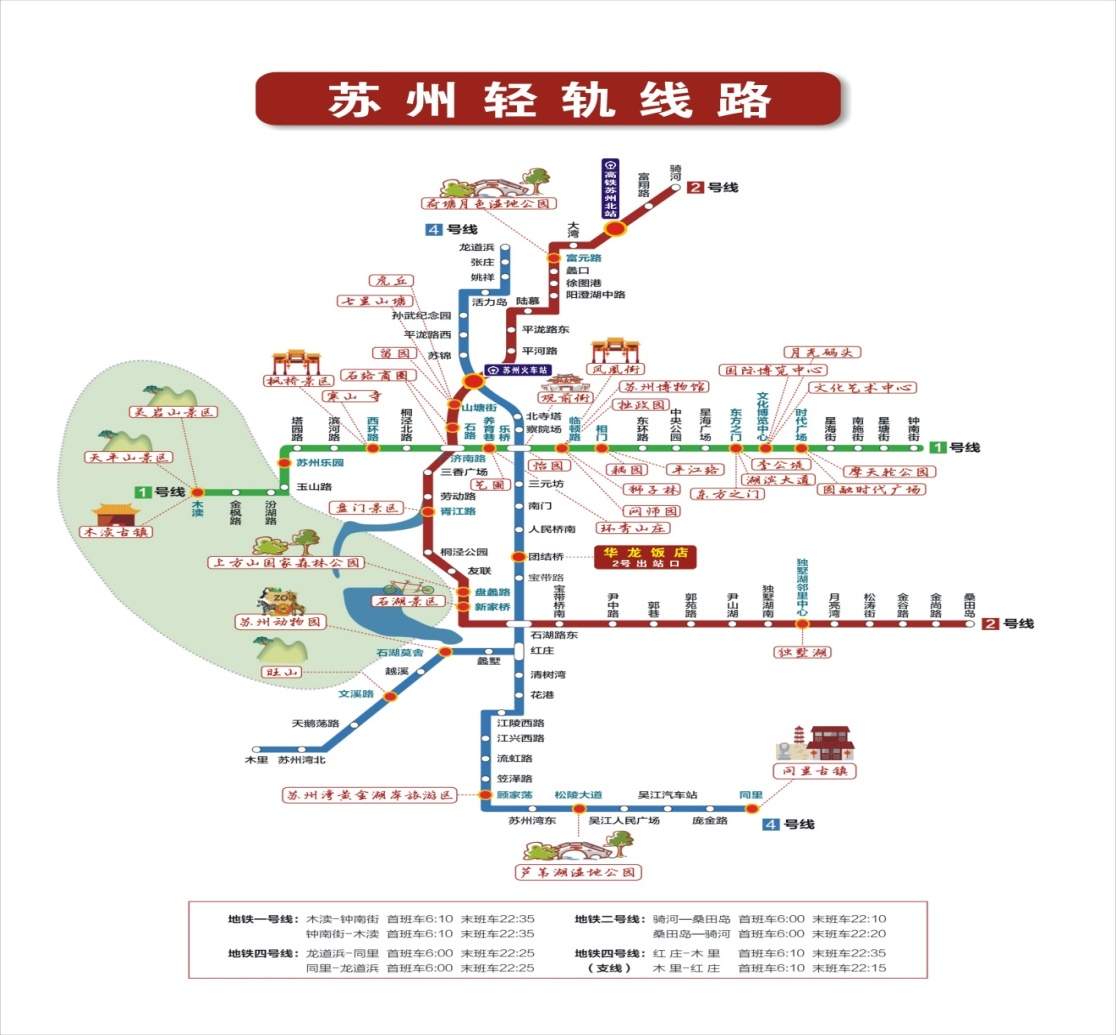 苏州轻轨线路
骑河
2 号线
富翔路
高铁苏州北站
荷塘月色湿地公园
大湾
4 号线
富元路
龙道浜
蠡口
张庄
徐图港
姚祥
阳澄湖中路
虎丘
七里山塘
活力岛
陆慕
孙武纪念园
平泷路东
平泷路西
留园
苏锦
平河路
月光码头
枫桥景区
石路商圈
苏州火车站
凤凰街
国际博览中心
寒山寺
观前街
苏州博物馆
文化艺术中心
灵岩山景区
拙政园
山塘街
塔园路
滨河路
西环路
桐泾北路
石路
养育巷
乐桥
北寺塔
察院场
临顿路
相门
东环路
中央公园
星海广场
东方之门
文化博览中心
时代广场
星海街
南施街
星塘街
钟南街
1 号线
天平山景区
苏州乐园
济南路
三香广场
怡园
耦园
平江路
李公堤
摩天轮公园
玉山路
艺圃
三元坊
狮子林
东方之门
湖滨大道
圆融时代广场
1 号线
木渎
金枫路
汾湖路
劳动路
盘门景区
胥江路
南门
网师园
木渎古镇
人民桥南
环秀山庄
上方山国家森林公园
桐泾公园
团结桥
华龙饭店
2号出站口
友联
宝带路
石湖景区
盘蠡路
新家桥
ZOO
苏州动物园
宝带桥南
尹中路
郭巷
郭苑路
尹山湖
独墅湖南
独墅湖邻里中心
月亮湾
松涛街
金谷路
金尚路
桑田岛
2 号线
石湖路东
石湖莫舍
蠡墅
红庄
独墅湖
旺山
越溪
清树湾
文溪路
花港
天鹅荡路
江陵西路
江兴西路
木里
苏州湾北
流虹路
同里古镇
笠泽路
苏州湾黄金湖岸旅游区
顾家荡
松陵大道
吴江汽车站
同里
苏州湾东
吴江人民广场
庞金路
4 号线
芦苇湖湿地公园
地铁一号线：木渎-钟南街 首班车6:10 末班车22:35
钟南街-木渎 首班车6:10 末班车22:35
地铁二号线：骑河—桑田岛 首班车6:00 末班车22:10
桑田岛—骑河 首班车6:00 末班车22:20
地铁四号线：龙道浜-同里 首班车6:00 末班车22:25
同里-龙道浜 首班车6:00 末班车22:25
地铁四号线：红庄-木里 首班车6:10 末班车22:35
（支线） 木里-红庄 首班车6:10 末班车22:15